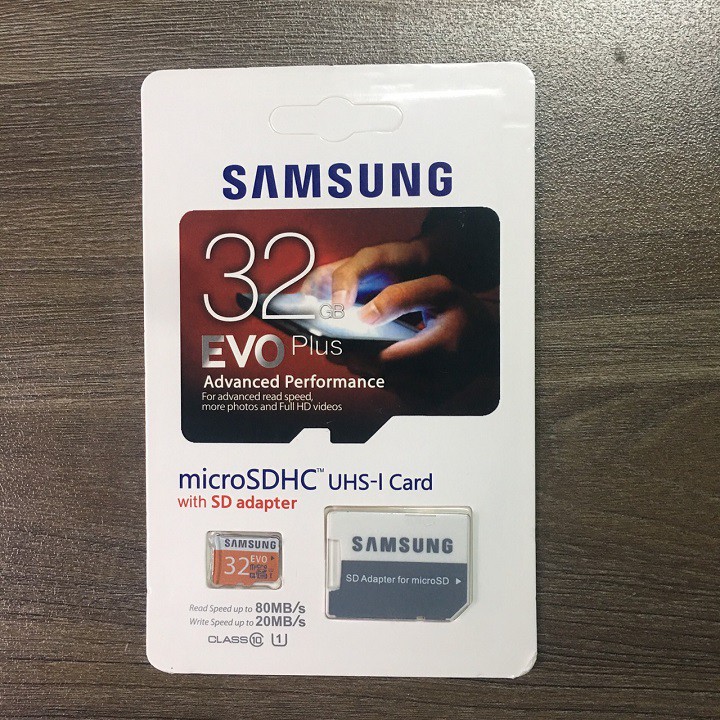 SAMSUNG
32GB
EVO Plus
Advanced Performance
For advanced read speed,
more photos and Full HD videos
microSDHC™ UHS-I Card
with SD adapter
SAMSUNG
32 EVO
SAMSUNG
SD Adapter for microSD
Read Speed up to 80MB/s
Write Speed up to 20MB/s
CLASS 10 U1